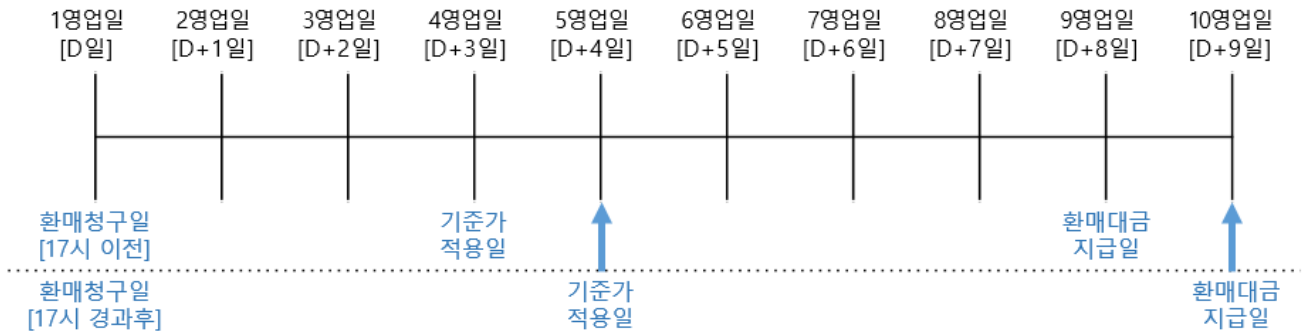 1영업일 2영업일 3영업일 4영업일 5영업일 6영업일 7영업일 8영업일 9영업일 10영업일
[D일] [D+1일] [D+2일] [D+3일] [D+4일] [D+5일] [D+6일] [D+7일] [D+8일] [D+9일]
환매청구일 기준가 환매대금
[17시 이전] 적용일 지급일
환매청구일 기준가 환매대금
[17시 경과후] 적용일 지급일